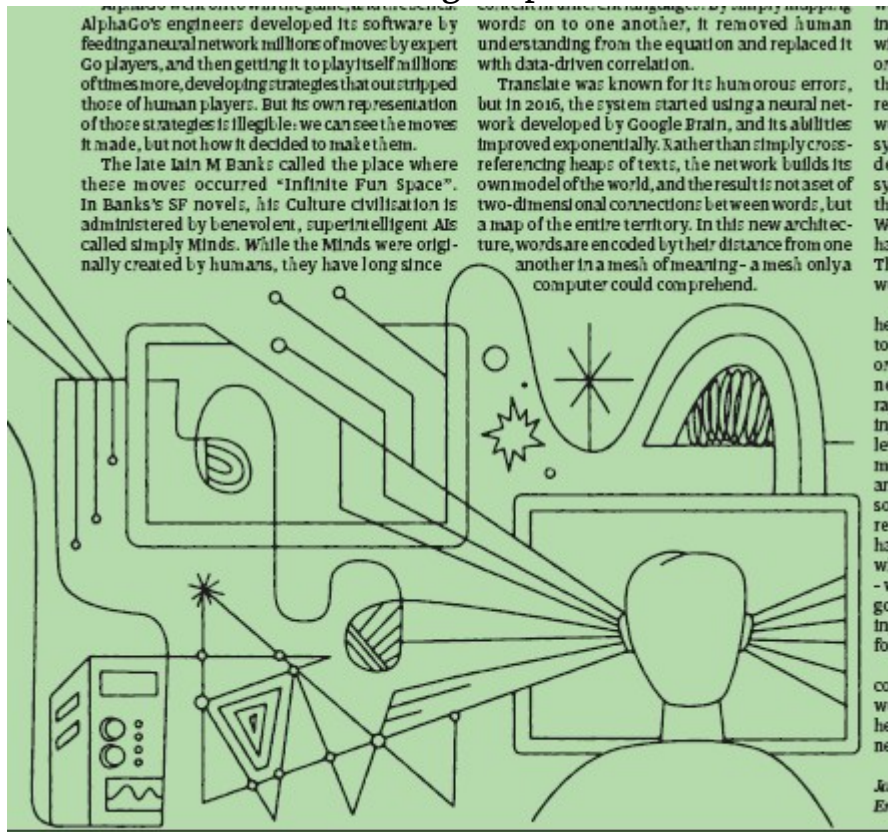 AlphaGo went on to win the game, and the series.
AlphaGo's engineers developed its software by
feeding a neural network millions of moves by expert
Go players, and then getting it to play itself millions
of times more, developing strategies that outstripped
those of human players. But its own representation
of those strategies is illegible: we can see the moves
it made, but not how it decided to make them.
The late Iain M Banks called the place where
these moves occurred “Infinite Fun Space”.
In Banks's SF novels, his Culture civilisation is
administered by benevolent, superintelligent AIs
called simply Minds. While the Minds were origi-
nally created by humans, they have long since
words on to one another, it removed human
understanding from the equation and replaced it
with data-driven correlation.
Translate was known for its humorous errors,
but in 2016, the system started using a neural net-
work developed by Google Brain, and its abilities
improved exponentially. Rather than simply cross-
referencing heaps of texts, the network builds its
own model of the world, and the result is not a set of
two-dimensional connections between words, but
a map of the entire territory. In this new architec-
ture, words are encoded by their distance from one
another in a mesh of meaning – a mesh only a
computer could comprehend.